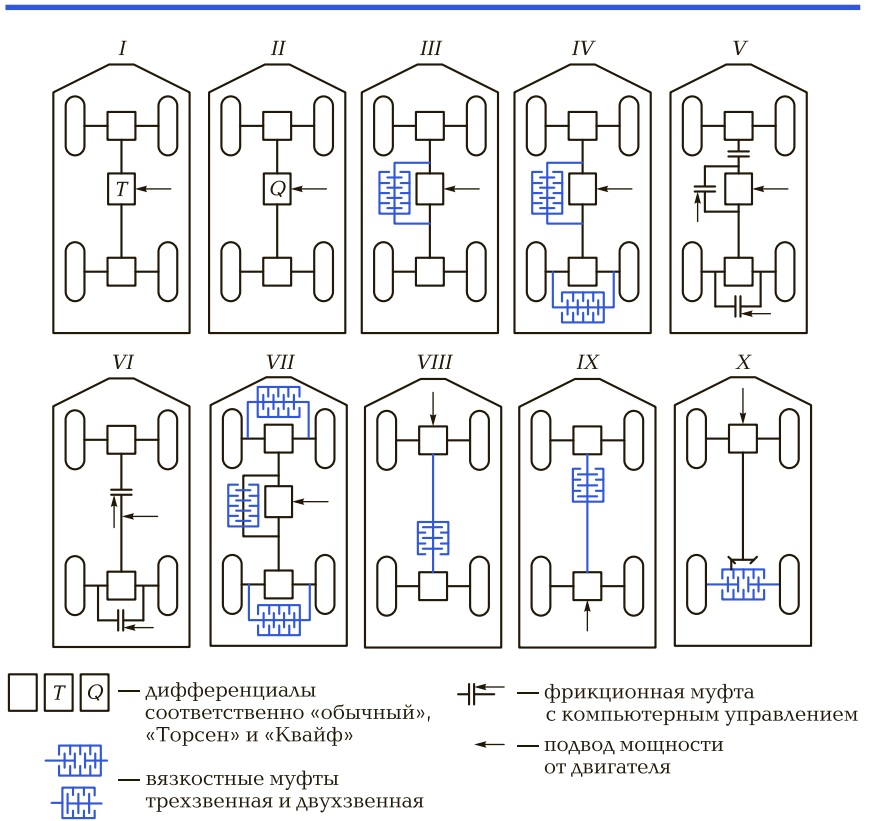 I II III IV V
T Q
VI VII VIII IX X
T Q — дифференциалы
соответственно «обычный»,
«Торсен» и «Квайф»
— вязкостные муфты
трехзвенная и двухзвенная
— фрикционная муфта
с компьютерным управлением
— подвод мощности
от двигателя